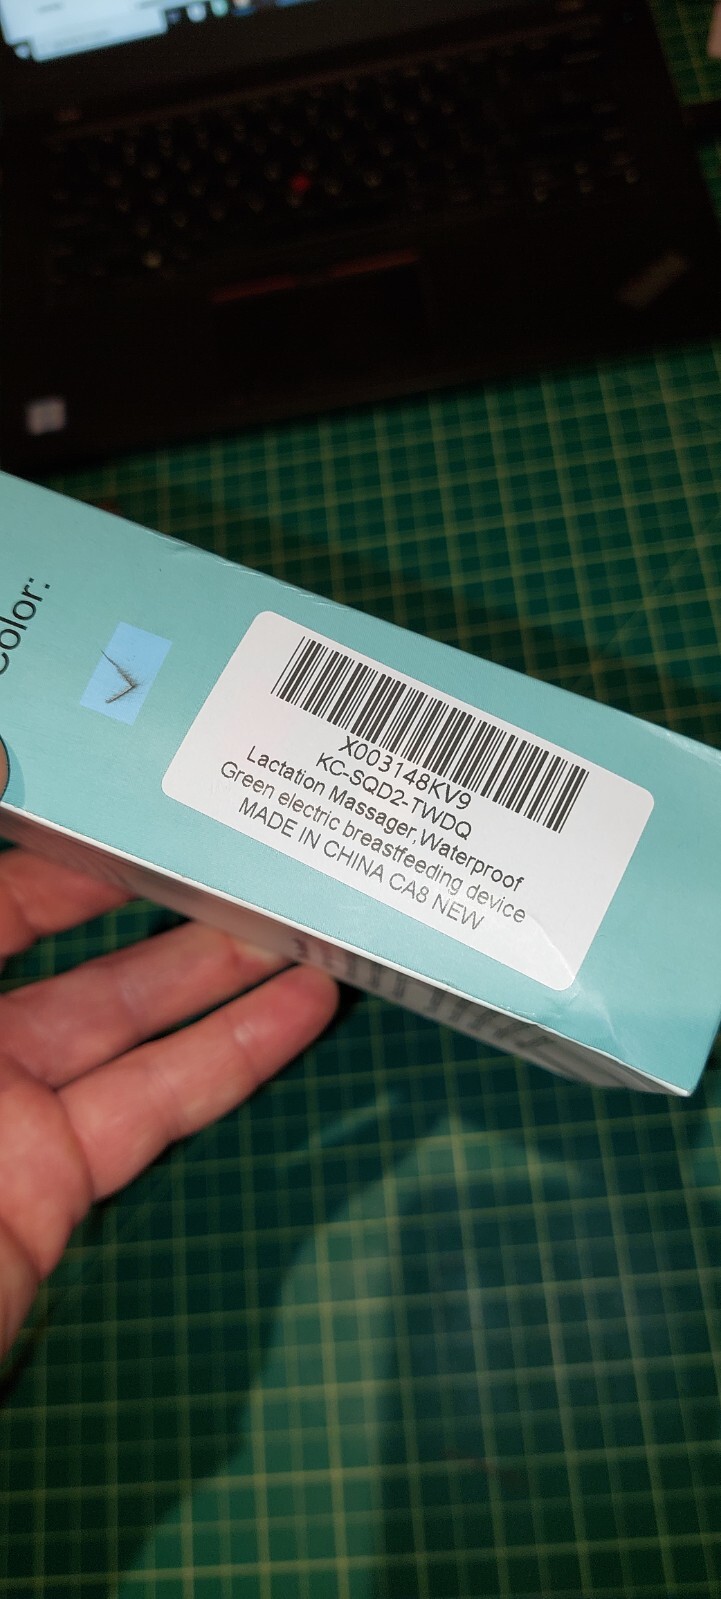 Color:
X003148KV9
KC-SQD2-TWDQ
Lactation Massager,Waterproof
Green electric breastfeeding device
MADE IN CHINA CA8 NEW